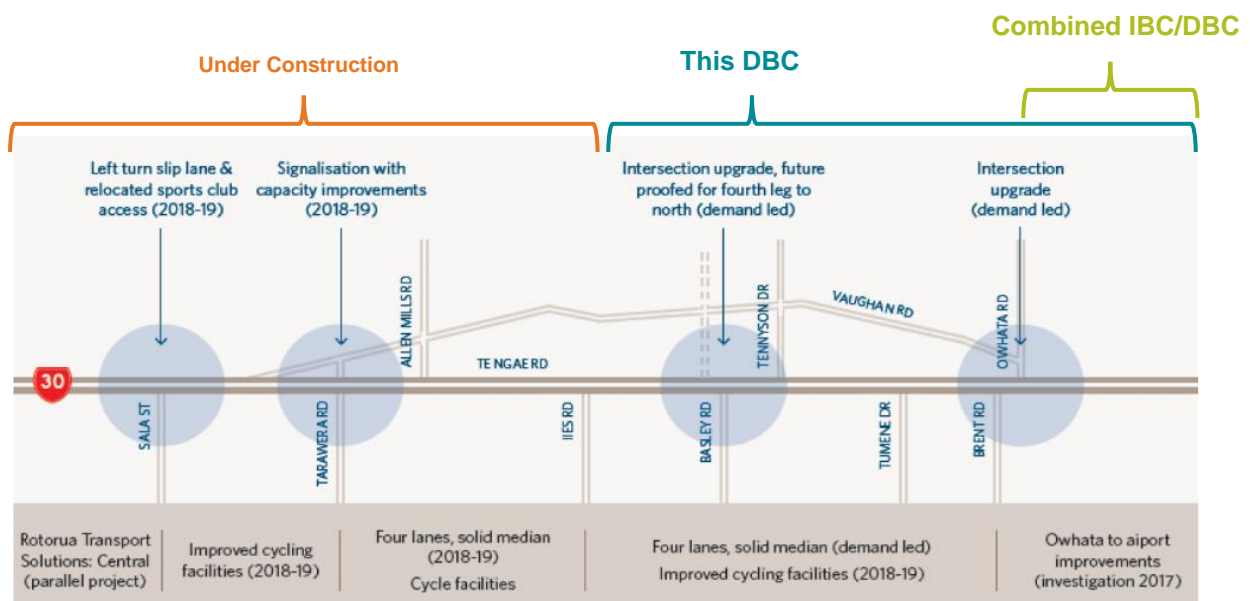 Combined IBC/DBC
Under Construction
This DBC
Left turn slip lane &
relocated sports club
access (2018-19)
Signalisation with
capacity improvements
(2018-19)
Intersection upgrade, future
proofed for fourth leg to
north (demand led)
Intersection
upgrade
(demand led)
ALLEN MILLS RD
TENNYSON DR
VAUGHAN RD
OWHATA RD
TE NGAE RD
30
SALA ST
TARAWERA RD
IIES RD
BASLEY RD
TUMENE DR
BRENT RD
Rotorua Transport
Solutions: Central
(parallel project)
Improved cycling
facilities (2018-19)
Four lanes, solid median
(2018-19)
Cycle facilities
Four lanes, solid median (demand led)
Improved cycling facilities (2018-19)
Owhata to aiport
improvements
(investigation 2017)